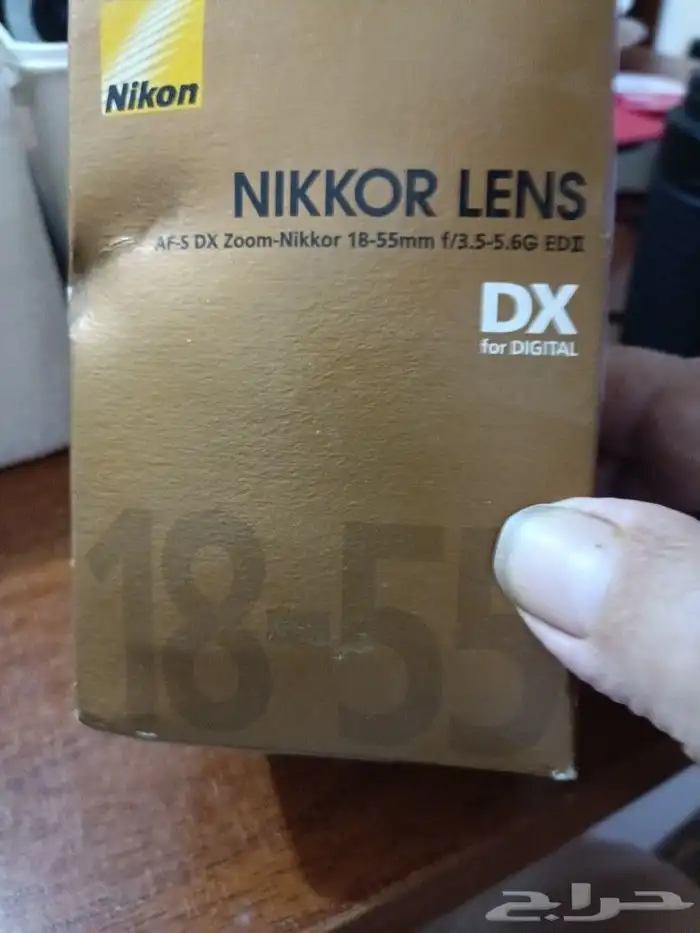 Nikon
NIKKOR LENS
AF-S DX Zoom-Nikkor 18-55mm f/3.5-5.6G EDII
DX
for DIGITAL
18-55
حراج